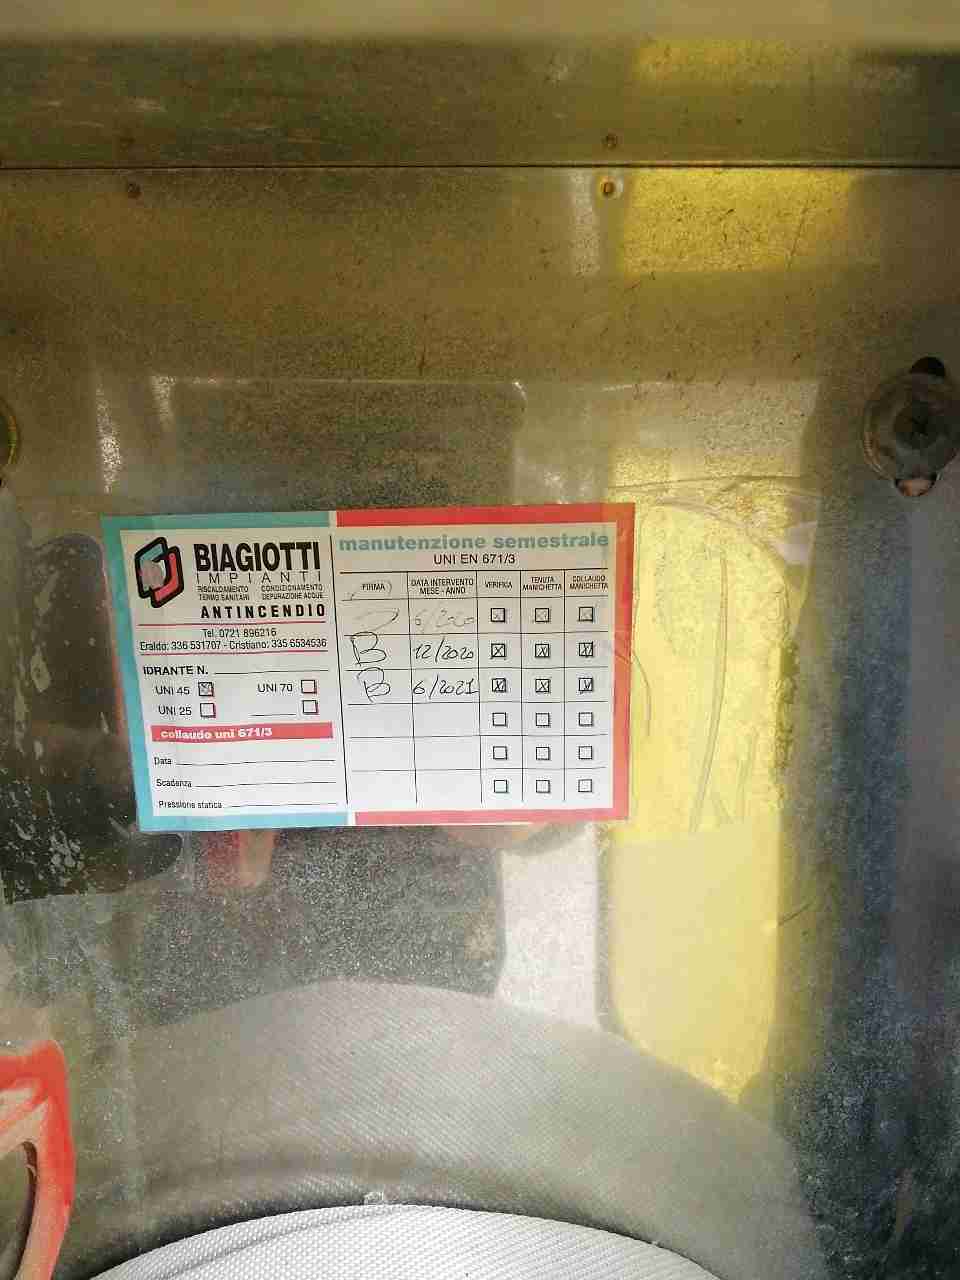 BIAGIOTTI
IMPIANTI
RISCALDAMENTO CONDIZIONAMENTO
TERMO SANITARI DEPURAZIONE ACQUE
ANTINCENDIO
Tel. 0721 896216
Eraldo: 336 531707 - Cristiano: 335 6534536
IDRANTE N.
UNI 45 UNI 70
UNI 25
collaudo uni 671/3
Data
Scadenza
Pressione statica
manutenzione semestrale
UNI EN 671/3
FIRMA DATA INTERVENTO MESE - ANNO VERIFICA TENUTA MANICHETTA COLLAUDO MANICHETTA
6/2020 X X X
B 12/2020 X X X
B 6/2021 X X X